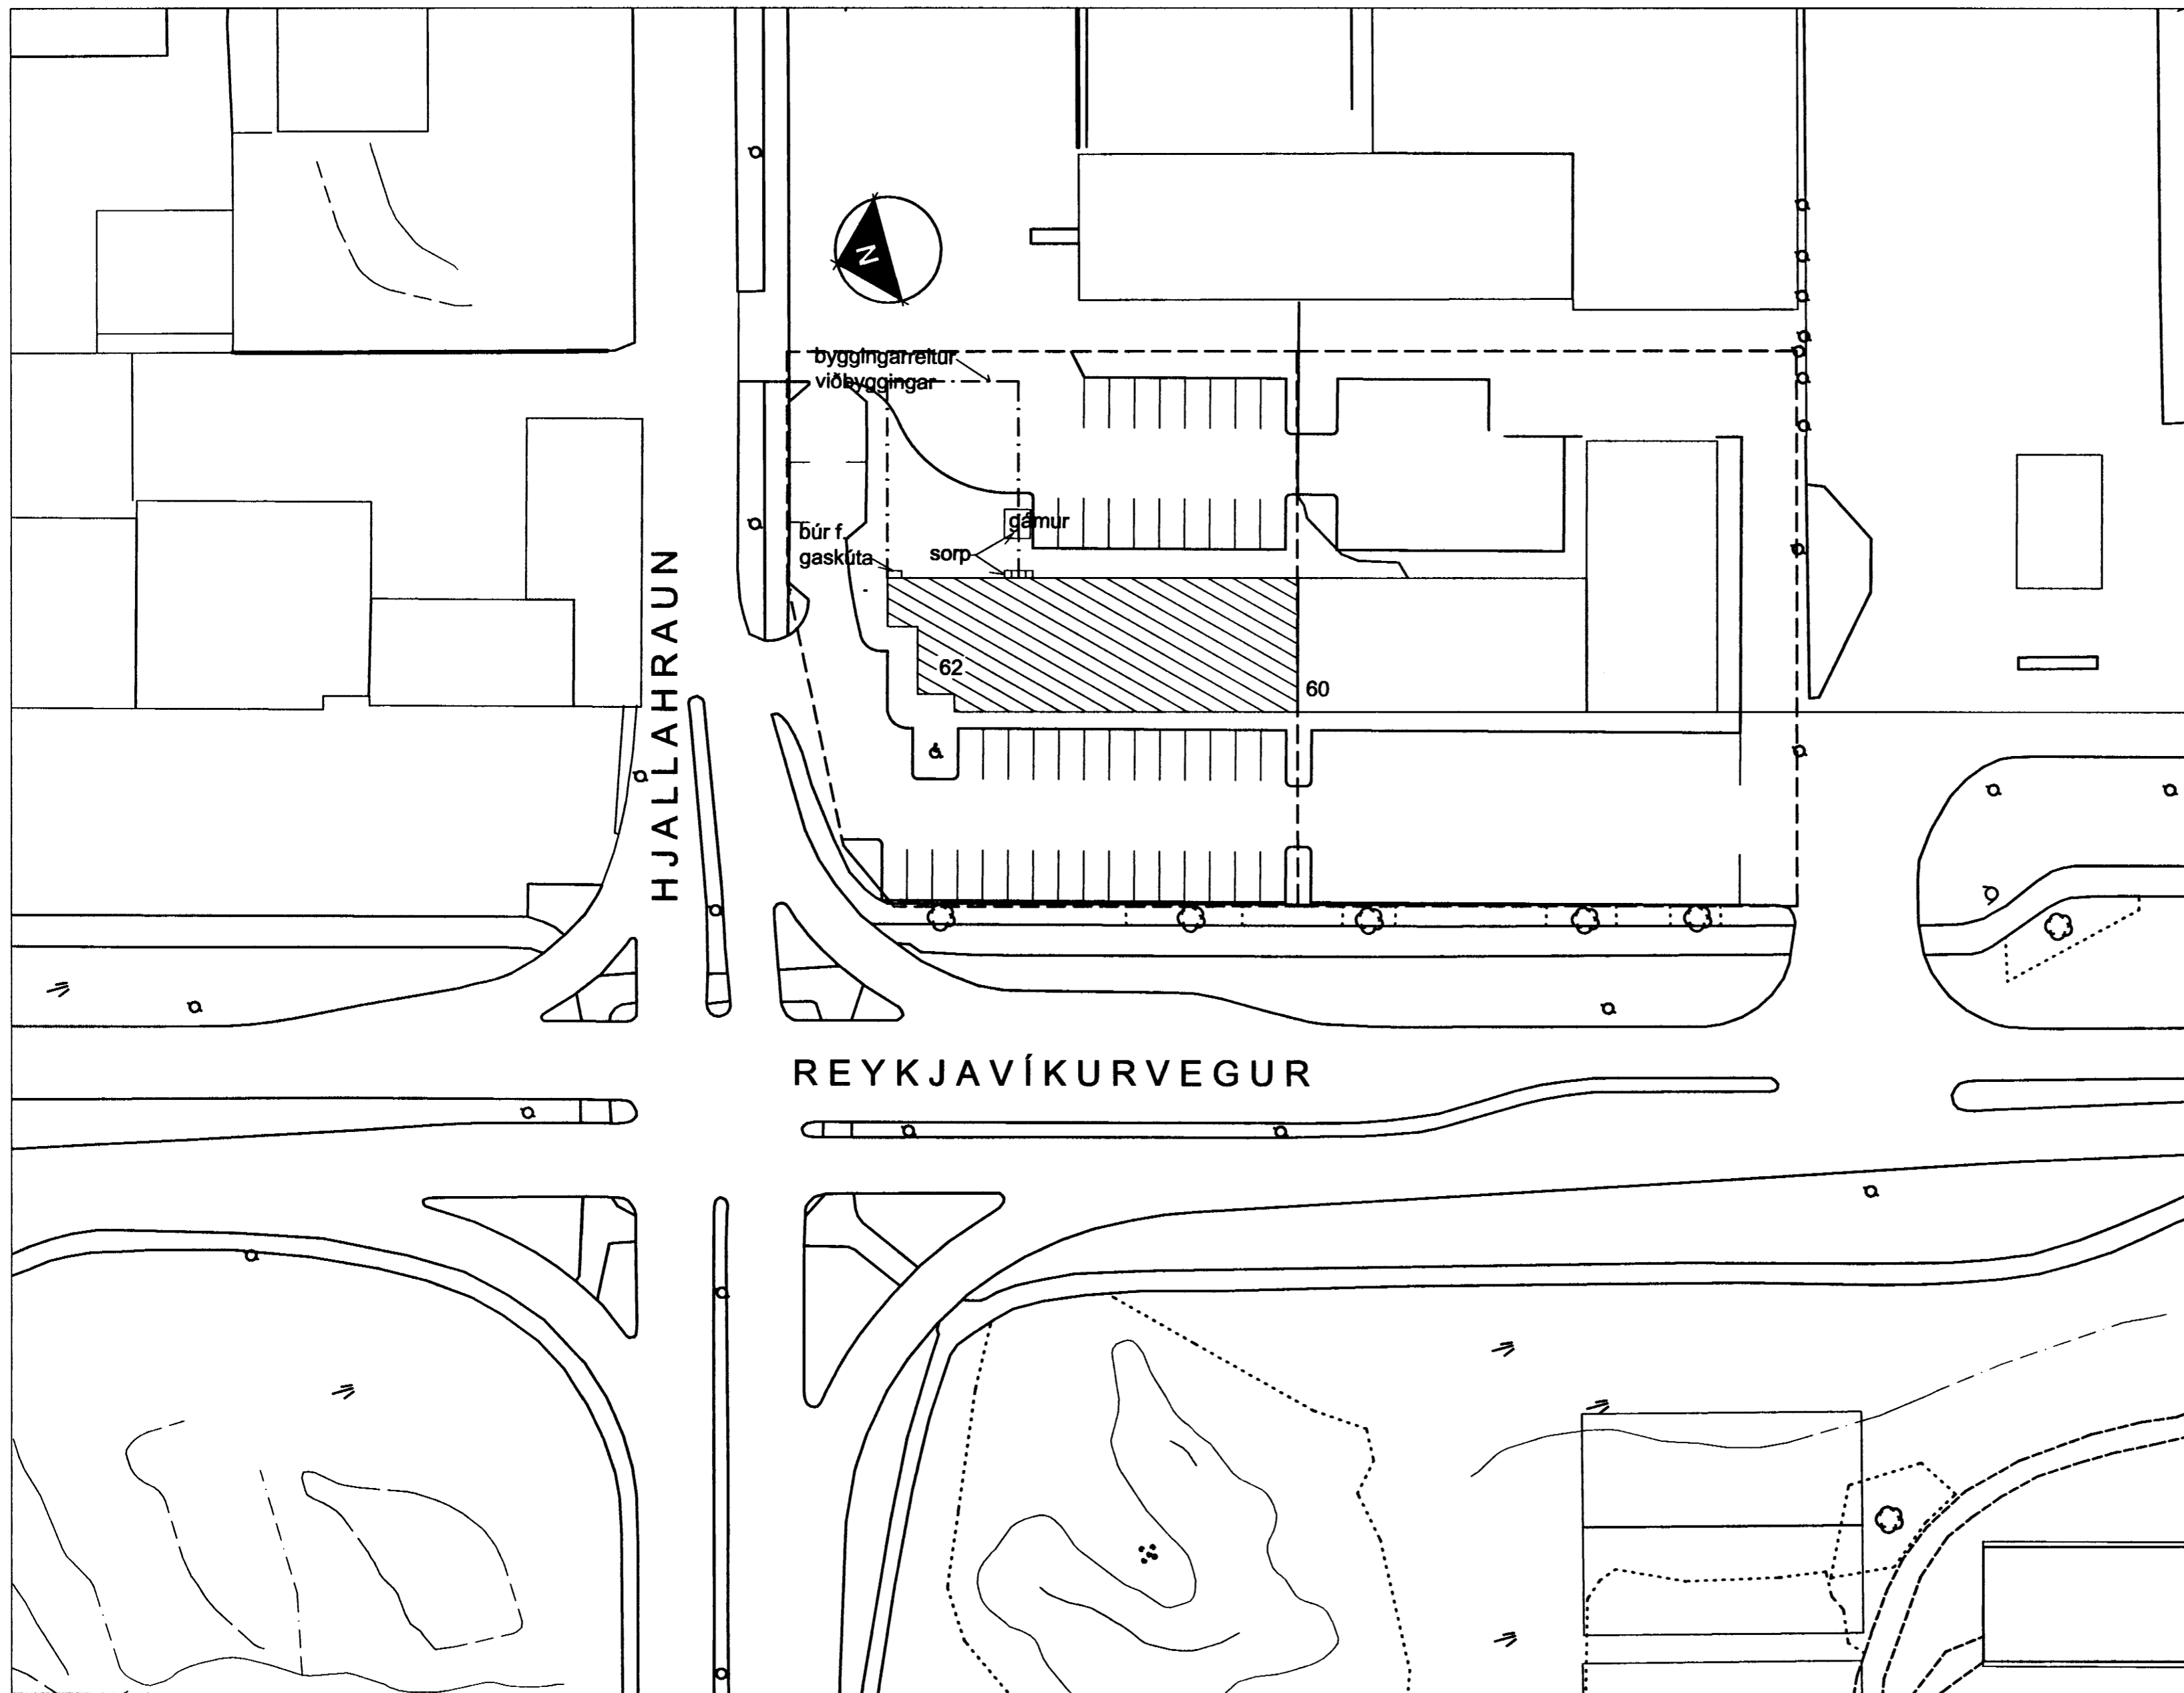 N
byggingarreitur
viðbyggingar
gámur
búr f.
gaskúta
sorp
62
60
HJALLAHRAUN
REYKJAVÍKURVEGUR